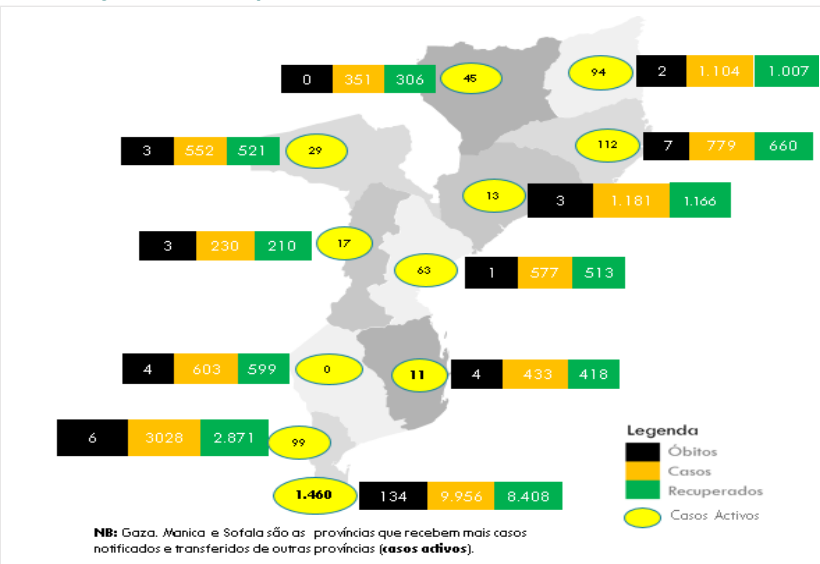 0 351 306 45
94 2 1.104 1.007
3 552 521 29
112 7 779 660
13 3 1.181 1.166
3 230 210 17
63 1 577 513
4 603 599 0
11 4 433 418
6 3028 2.871 99
1.460 134 9.956 8.408
Legenda
Óbitos
Casos
Recuperados
Casos Activos
NB: Gaza. Manica e Sofala são as províncias que recebem mais casos
notificados e transferidos de outras províncias (casos activos).